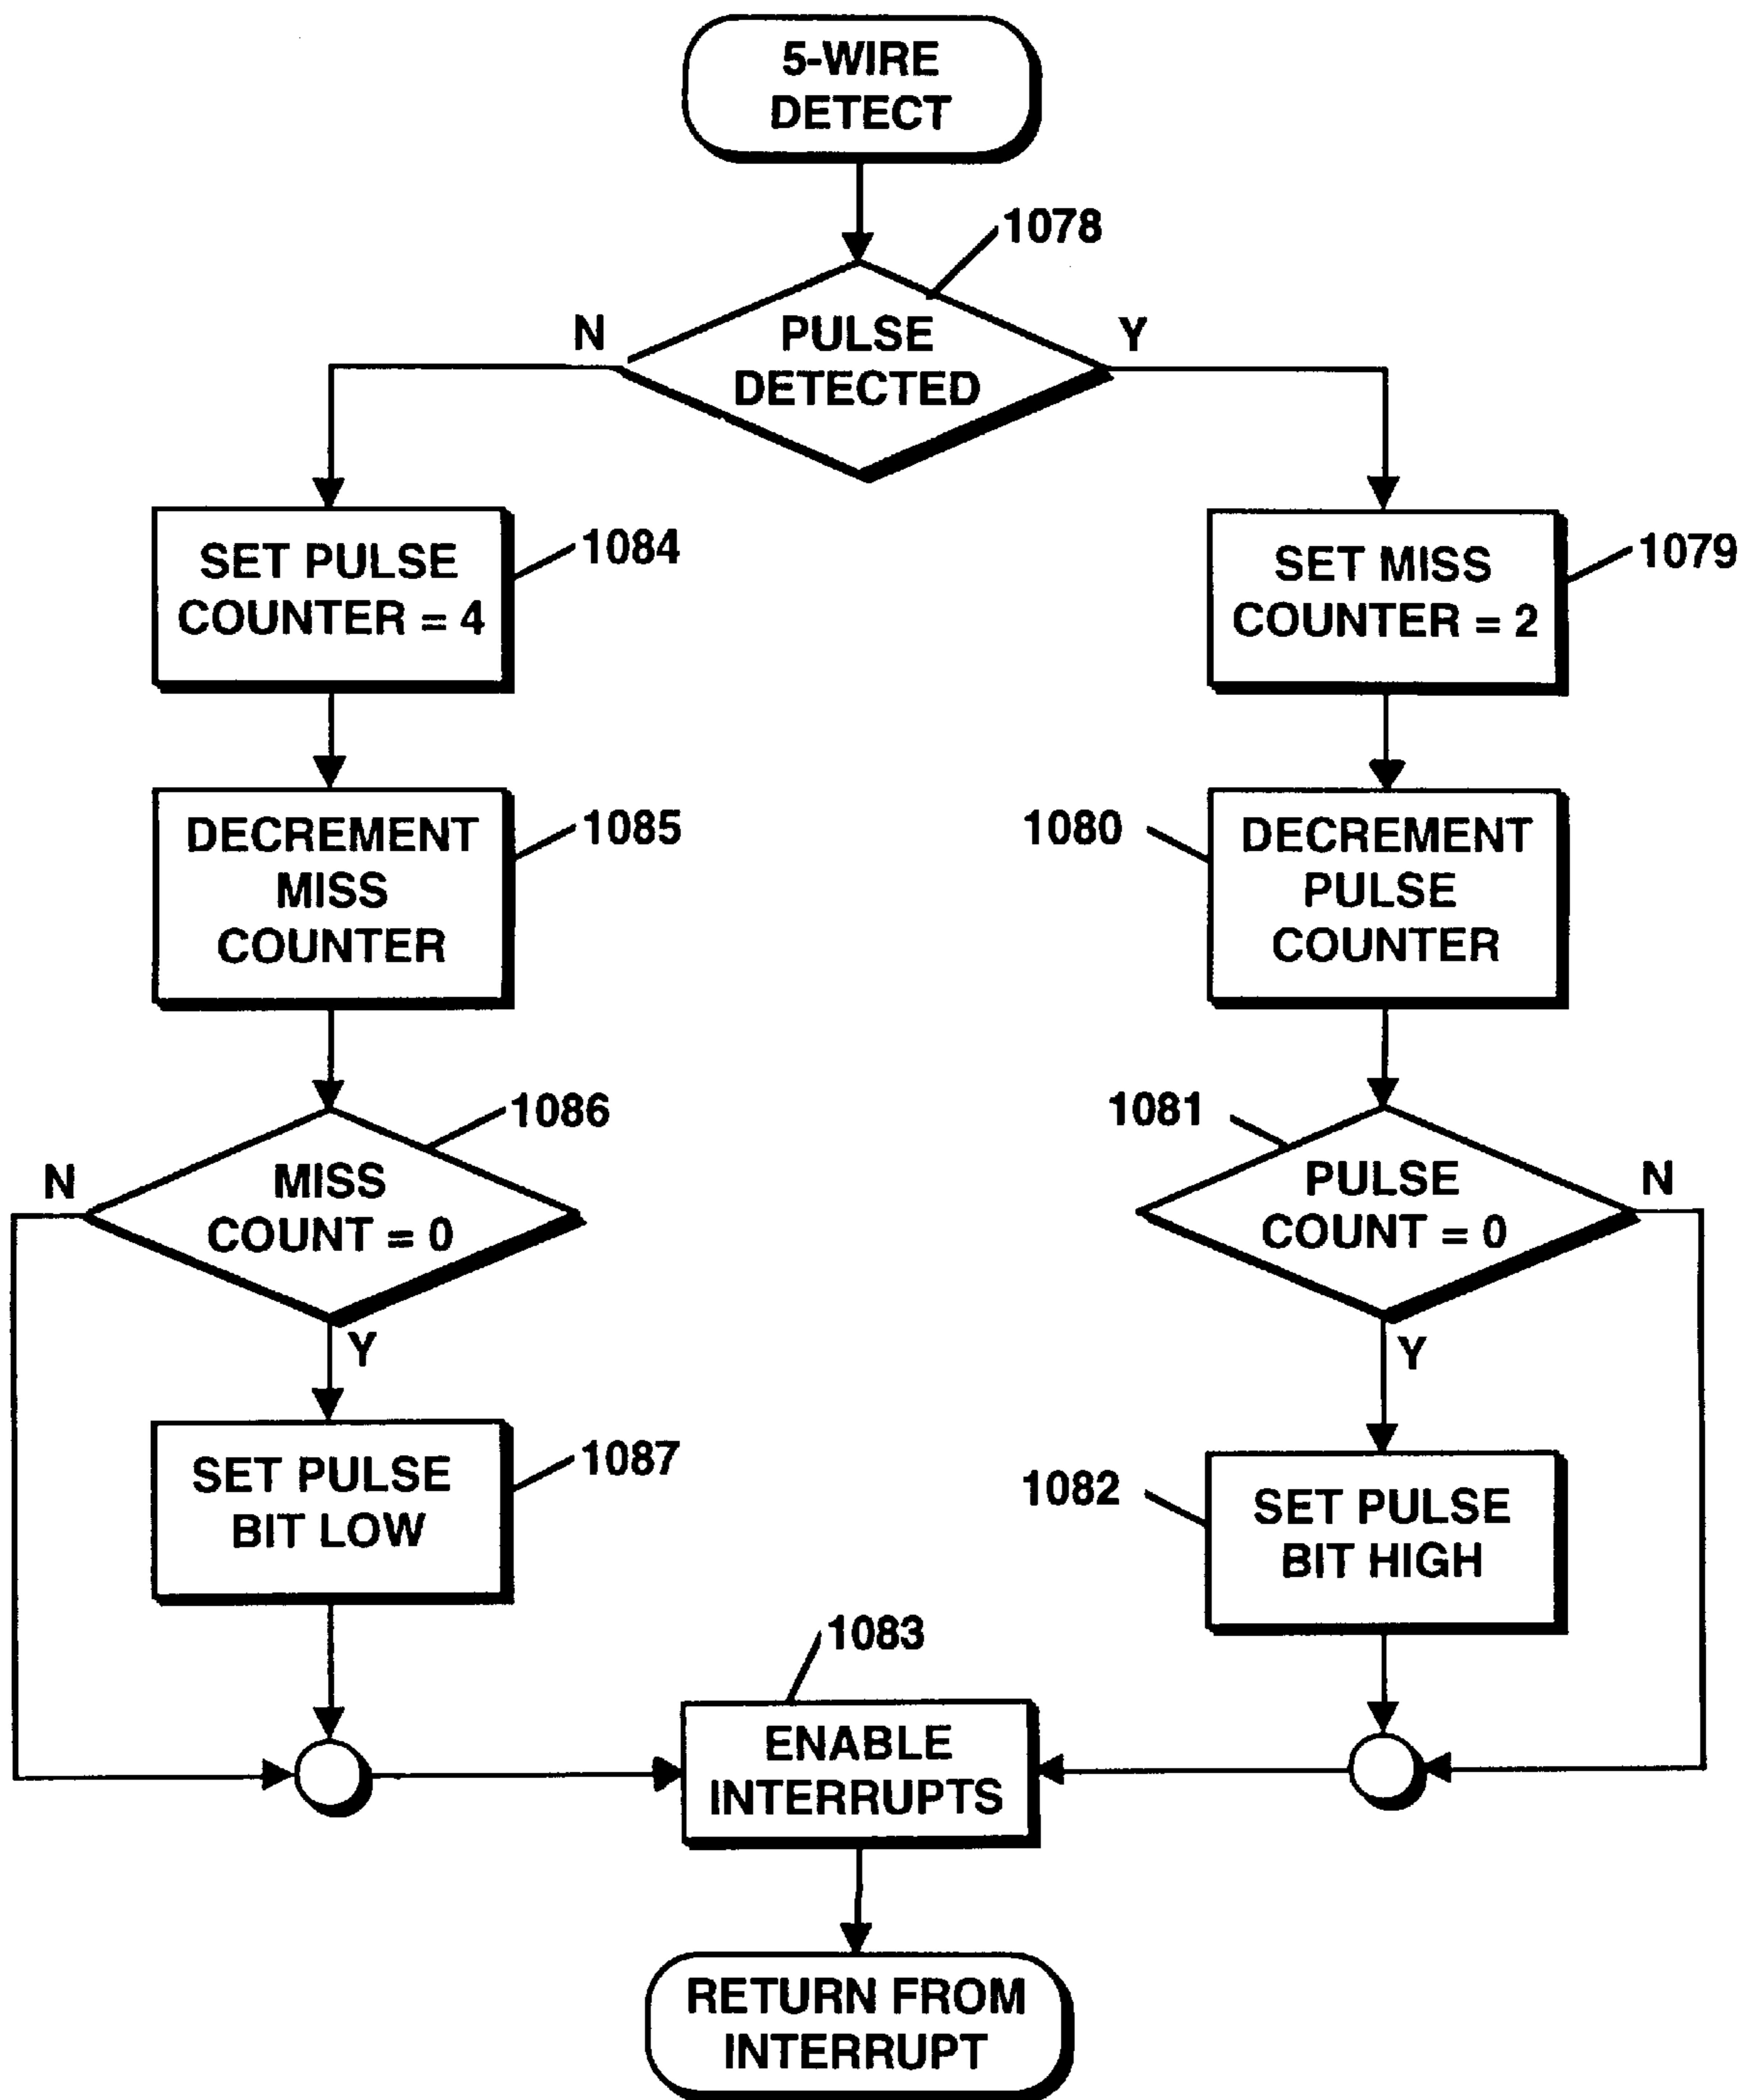 5-WIRE
DETECT
1078
N
PULSE
DETECTED
Y
SET PULSE
COUNTER = 4
1084
SET MISS
COUNTER = 2
1079
DECREMENT
MISS
COUNTER
1085
1080
DECREMENT
PULSE
COUNTER
1086
N
MISS
COUNT = 0
Y
1081
PULSE
COUNT = 0
N
Y
SET PULSE
BIT LOW
1087
1082
SET PULSE
BIT HIGH
1083
ENABLE
INTERRUPTS
RETURN FROM
INTERRUPT